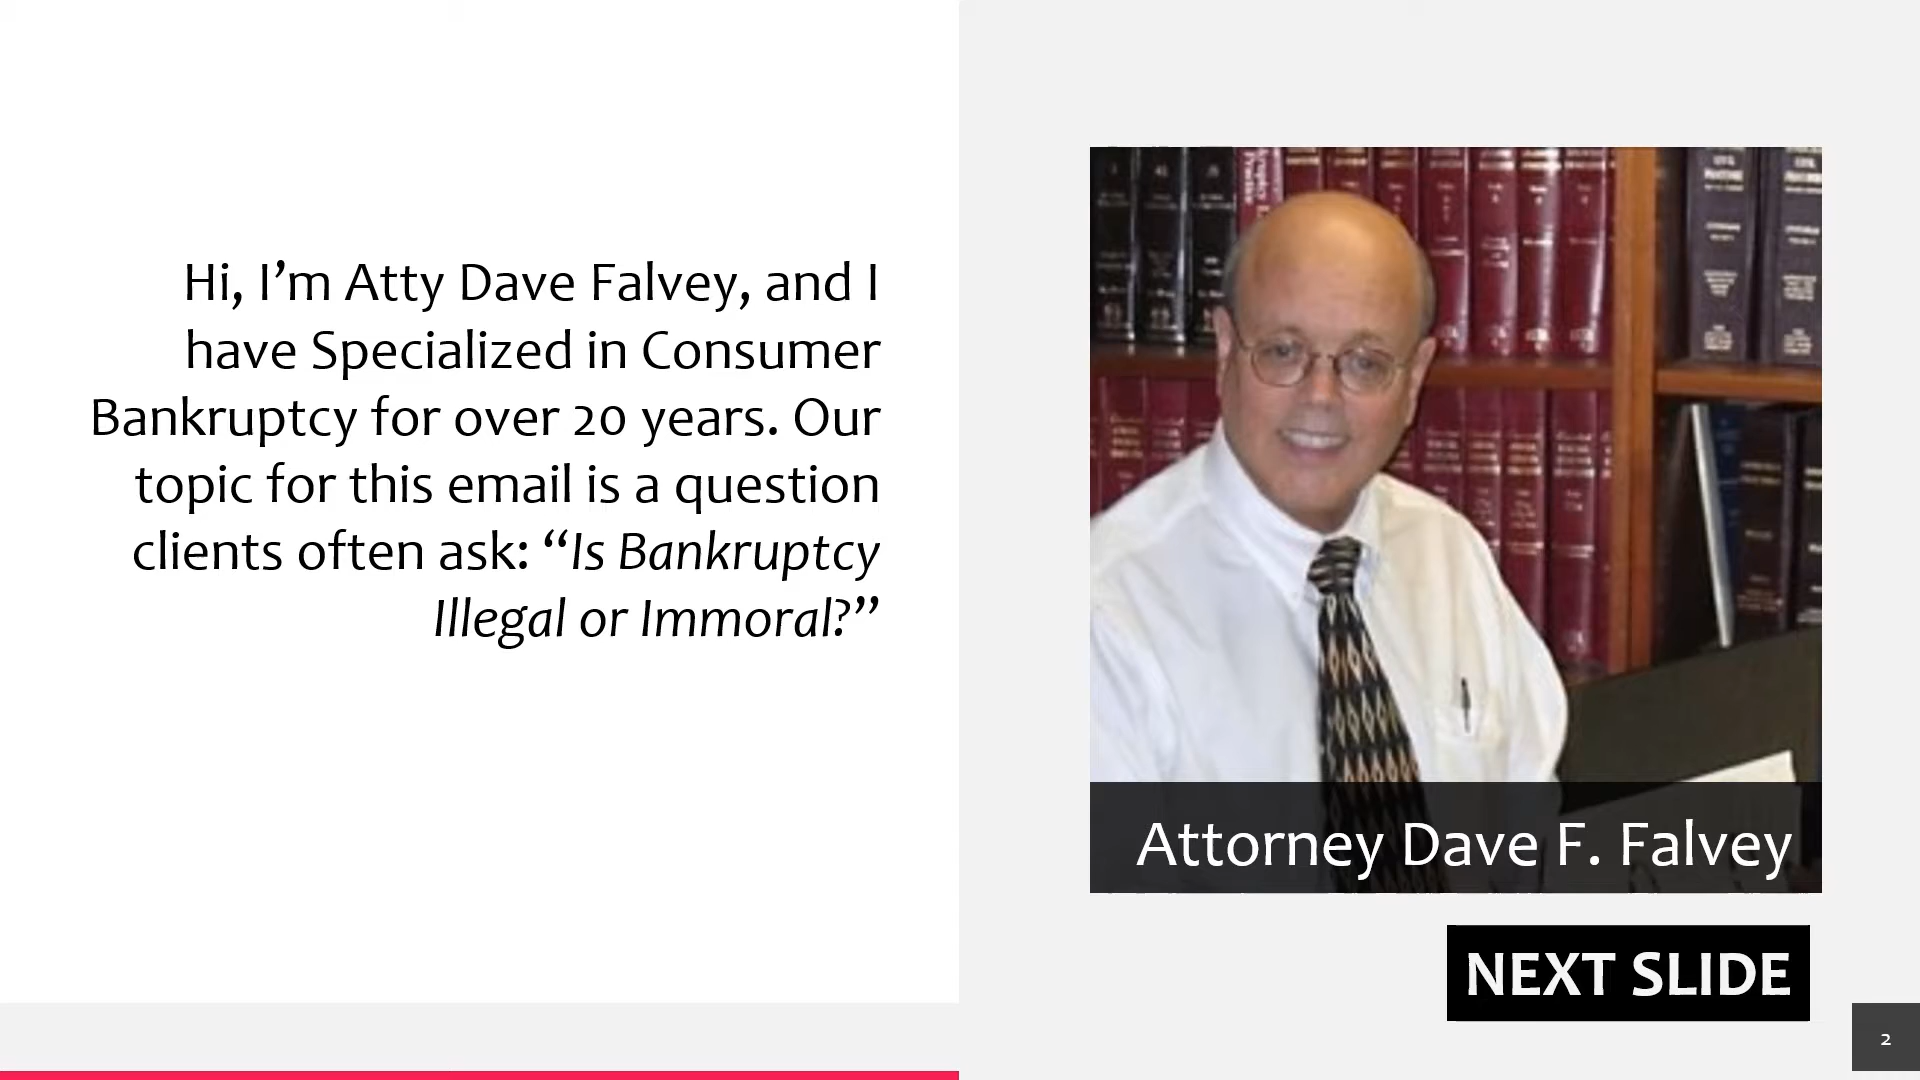 Hi, I’m Atty Dave Falvey, and I
have Specialized in Consumer
Bankruptcy for over 20 years. Our
topic for this email is a question
clients often ask: “Is Bankruptcy
Illegal or Immoral?”
Attorney Dave F. Falvey
NEXT SLIDE
2